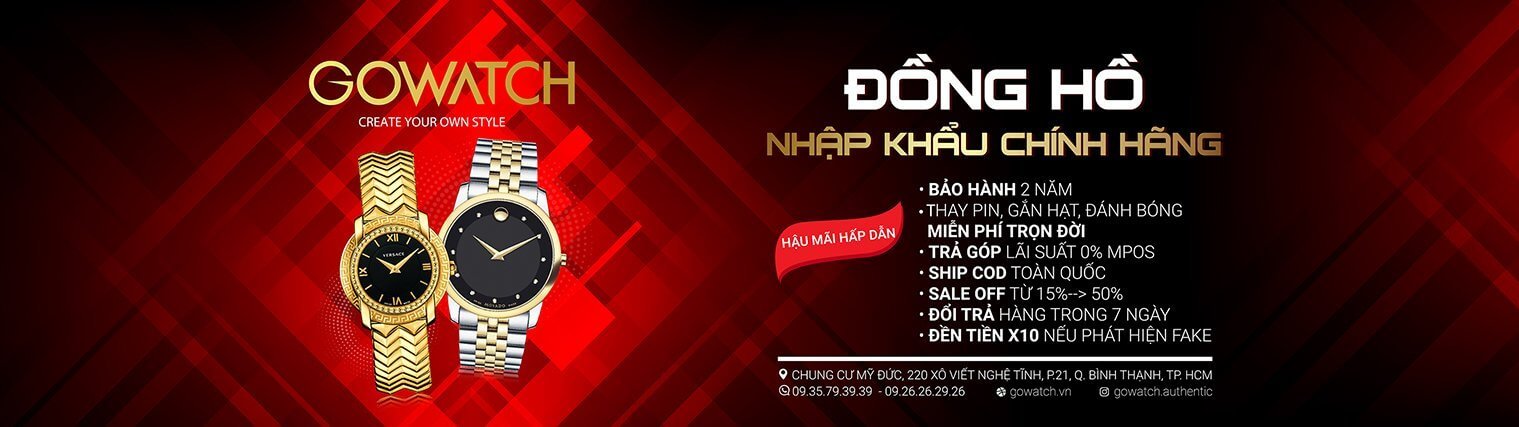 GOWATCH
CREATE YOUR OWN STYLE
XII
VERSACE
VI
MOVADO
ĐỒNG HỒ
NHẬP KHẨU CHÍNH HÃNG
HẬU MÃI HẤP DẪN
• BẢO HÀNH 2 NĂM
• THAY PIN, GẮN HẠT, ĐÁNH BÓNG
MIỄN PHÍ TRỌN ĐỜI
• TRẢ GÓP LÃI SUẤT 0% MPOS
• SHIP COD TOÀN QUỐC
• SALE OFF TỪ 15%--> 50%
• ĐỔI TRẢ HÀNG TRONG 7 NGÀY
• ĐỀN TIỀN X10 NẾU PHÁT HIỆN FAKE
CHUNG CƯ MỸ ĐỨC, 220 XÔ VIẾT NGHỆ TĨNH, P.21, Q. BÌNH THẠNH, TP. HCM
09.35.79.39.39 - 09.26.26.29.26 gowatch.vn gowatch.authentic